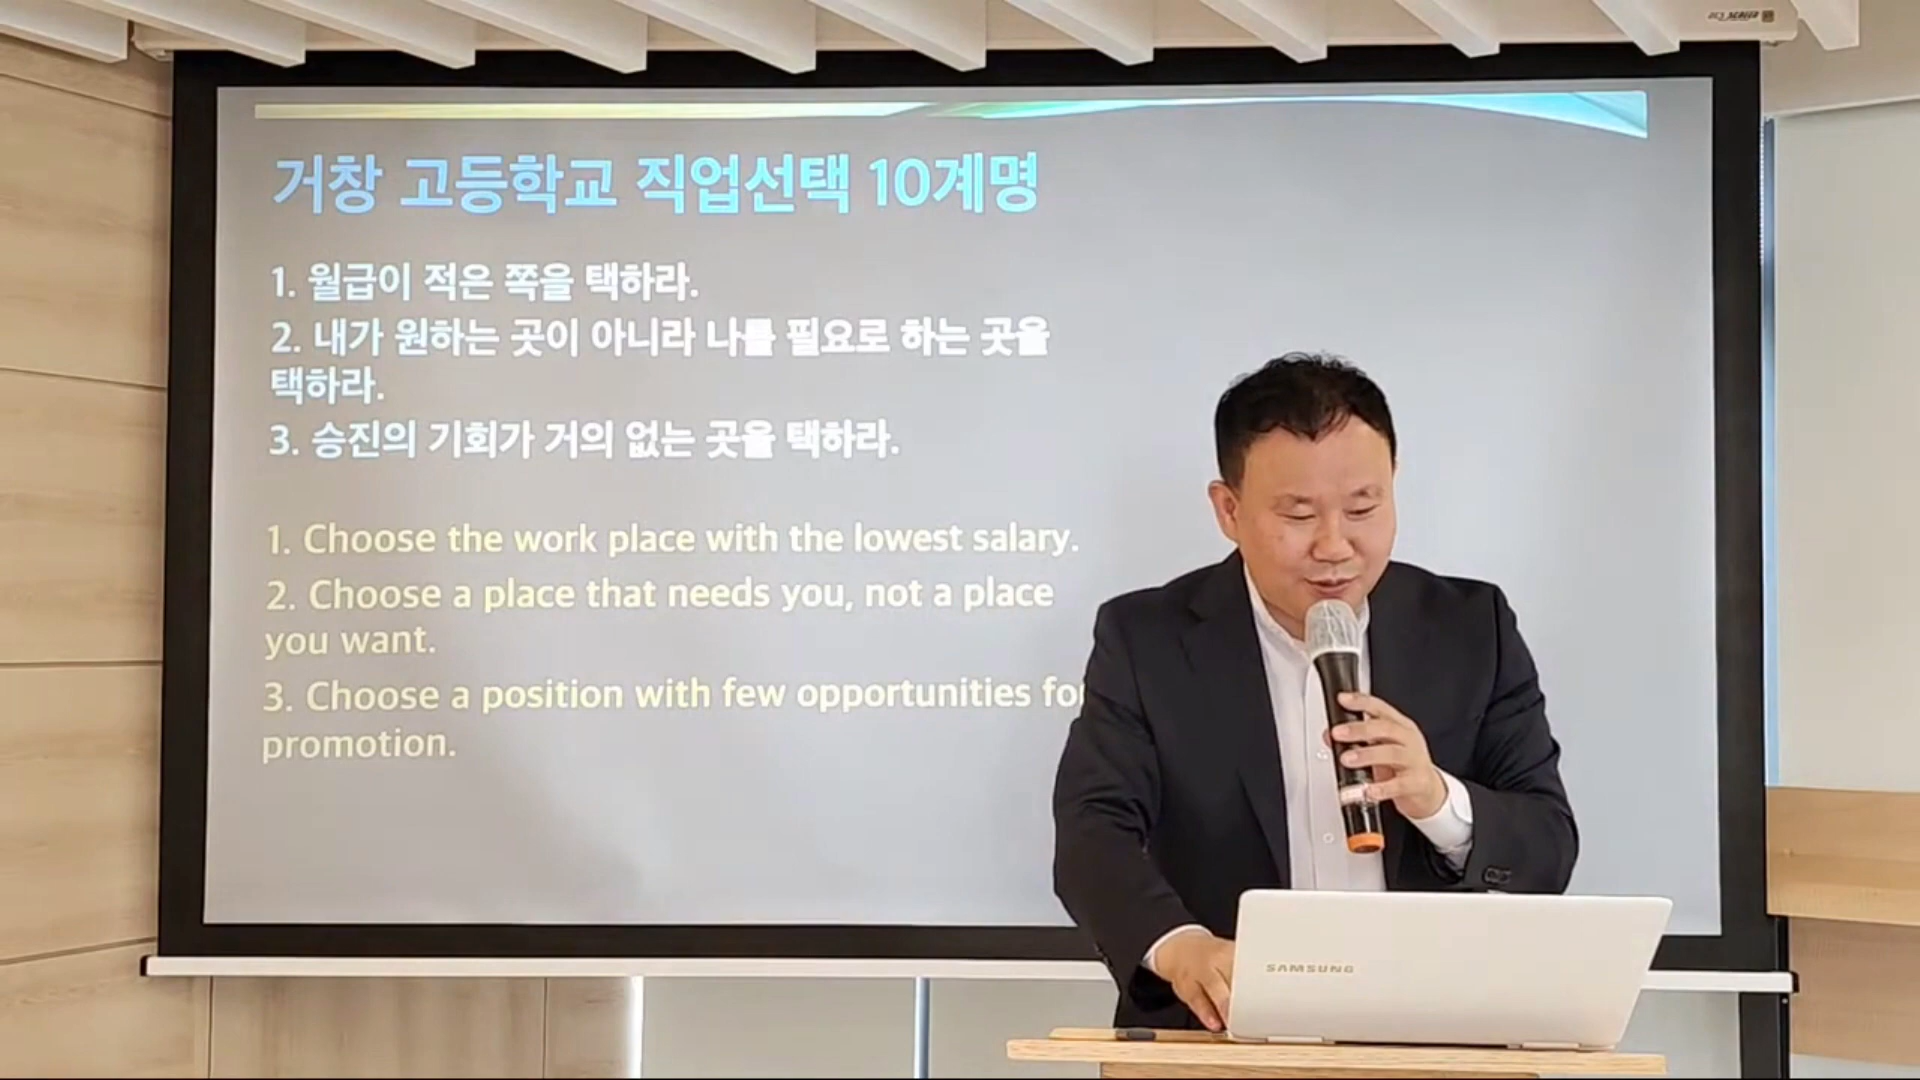 거창 고등학교 직업선택 10계명
1. 월급이 적은 쪽을 택하라.
2. 내가 원하는 곳이 아니라 나를 필요로 하는 곳을
택하라.
3. 승진의 기회가 거의 없는 곳을 택하라.
1. Choose the work place with the lowest salary.
2. Choose a place that needs you, not a place
you want.
3. Choose a position with few opportunities for
promotion.
SAMSUNG